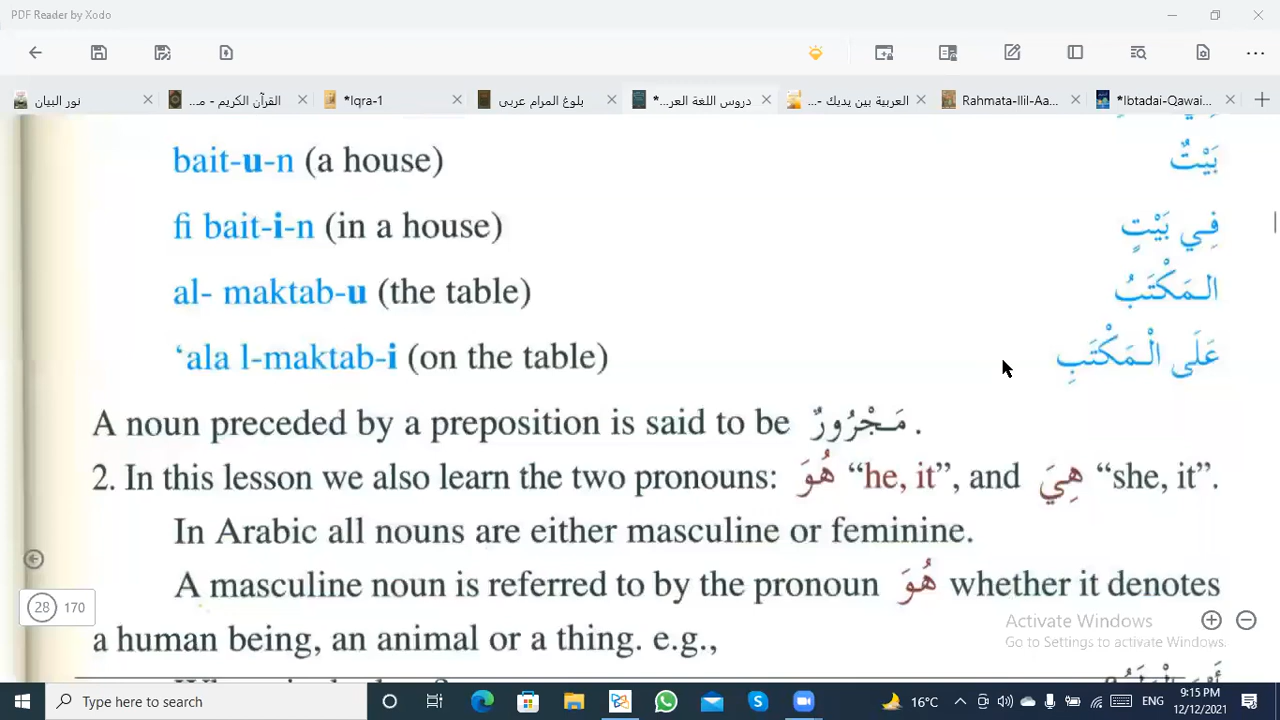 PDF Reader by Xodo
نور البيان
القرآن الكريم - مـ...
*Iqra-1
بلوغ المرام عربى
دروس اللغة العر...*
العربية بين يديك - ...
Rahmata-Ilil-Aa...
*Ibtadai-Qawai...
bait-u-n (a house) بَيْتٌ
fi bait-i-n (in a house) فِي بَيْتٍ
al- maktab-u (the table) الـمَكْتَبُ
‘ala l-maktab-i (on the table) عَلَى الْـمَكْتَبِ
A noun preceded by a preposition is said to be مَـجْرُورٌ .
2. In this lesson we also learn the two pronouns: هُوَ “he, it”, and هِيَ “she, it”.
In Arabic all nouns are either masculine or feminine.
A masculine noun is referred to by the pronoun هُوَ whether it denotes
a human being, an animal or a thing. e.g.,
28 170
Activate Windows
Go to Settings to activate Windows.
Type here to search
16°C
ENG
9:15 PM
12/12/2021